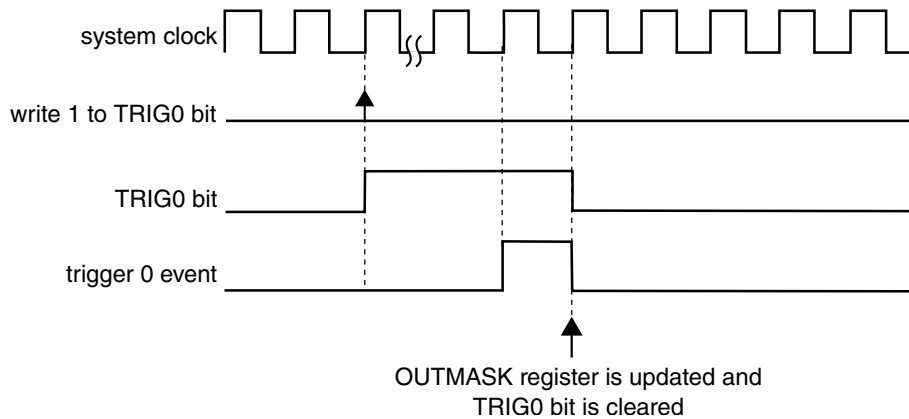 system clock
write 1 to TRIG0 bit
TRIG0 bit
trigger 0 event
OUTMASK register is updated and
TRIG0 bit is cleared